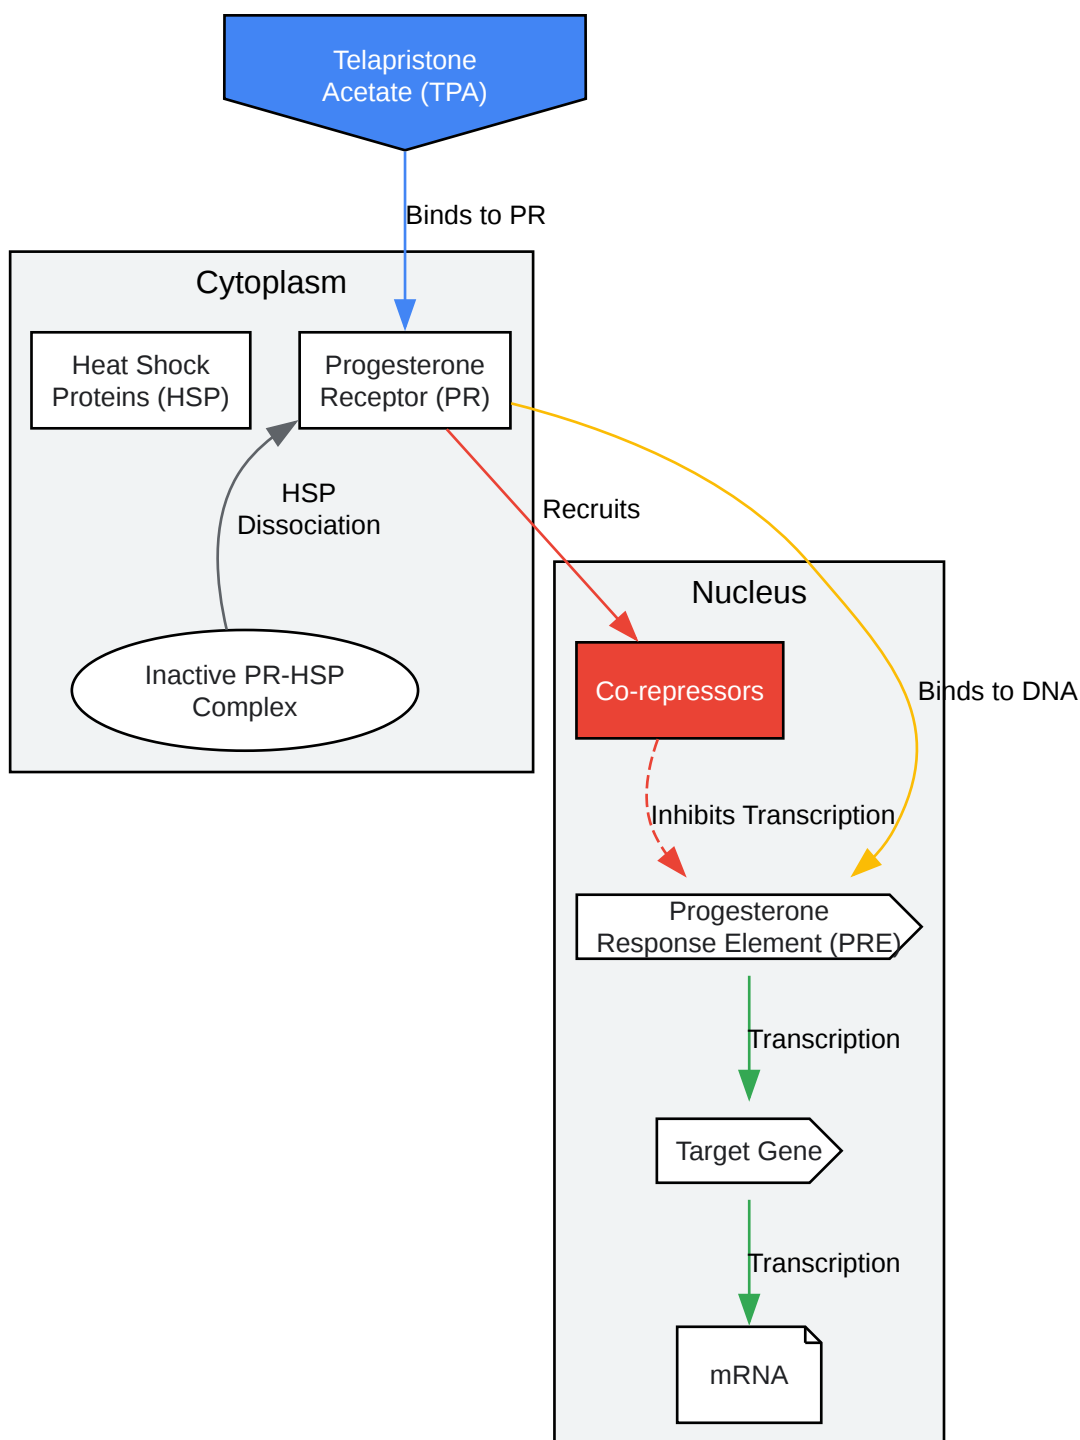 Telapristone
Acetate (TPA)
Binds to PR
Cytoplasm
Heat Shock
Proteins (HSP)
Progesterone
Receptor (PR)
HSP
Dissociation
Recruits
Inactive PR-HSP
Complex
Nucleus
Co-repressors
Binds to DNA
Inhibits Transcription
Progesterone
Response Element (PRE)
Transcription
Target Gene
Transcription
mRNA